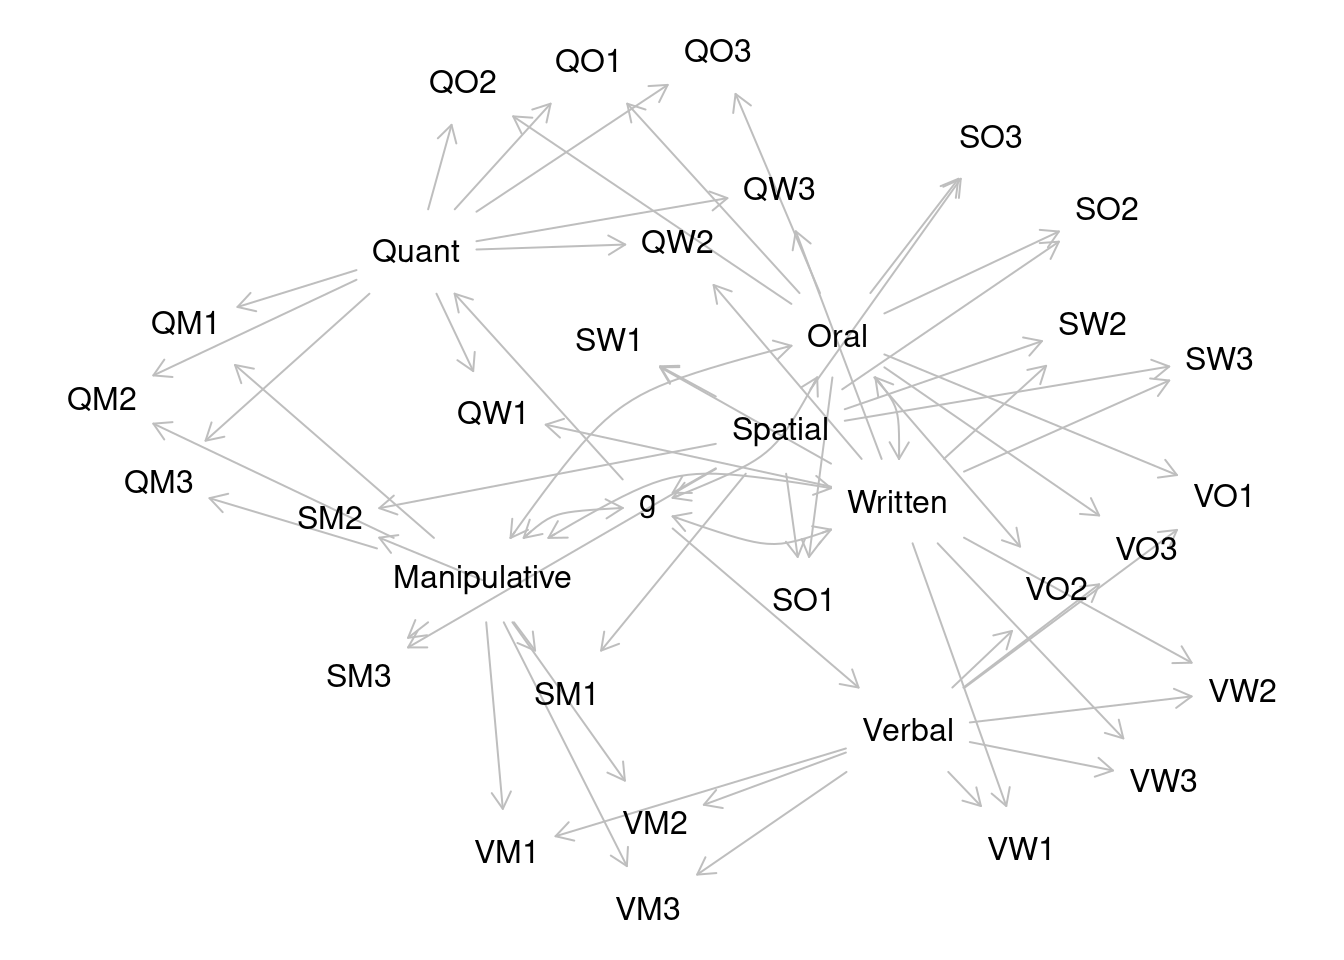 QO3
QO1
QO2
SO3
QW3
SO2
QW2
Quant
QM1
SW2
Oral
SW1
SW3
QM2
QW1
Spatial
QM3
VO1
g
Written
SM2
VO3
Manipulative
VO2
SO1
SM3
VW2
SM1
Verbal
VW3
VM2
VW1
VM1
VM3